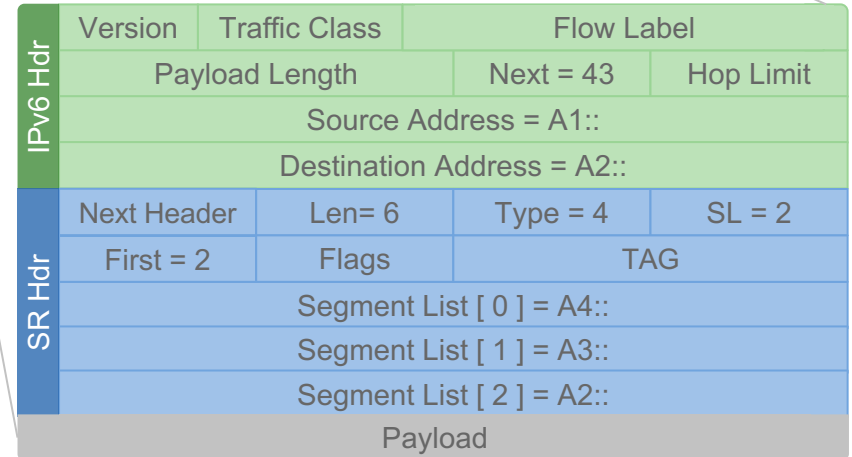 IPv6 Hdr
Version Traffic Class Flow Label
Payload Length Next = 43 Hop Limit
Source Address = A1::
Destination Address = A2::
SR Hdr
Next Header Len= 6 Type = 4 SL = 2
First = 2 Flags TAG
Segment List [ 0 ] = A4::
Segment List [ 1 ] = A3::
Segment List [ 2 ] = A2::
Payload